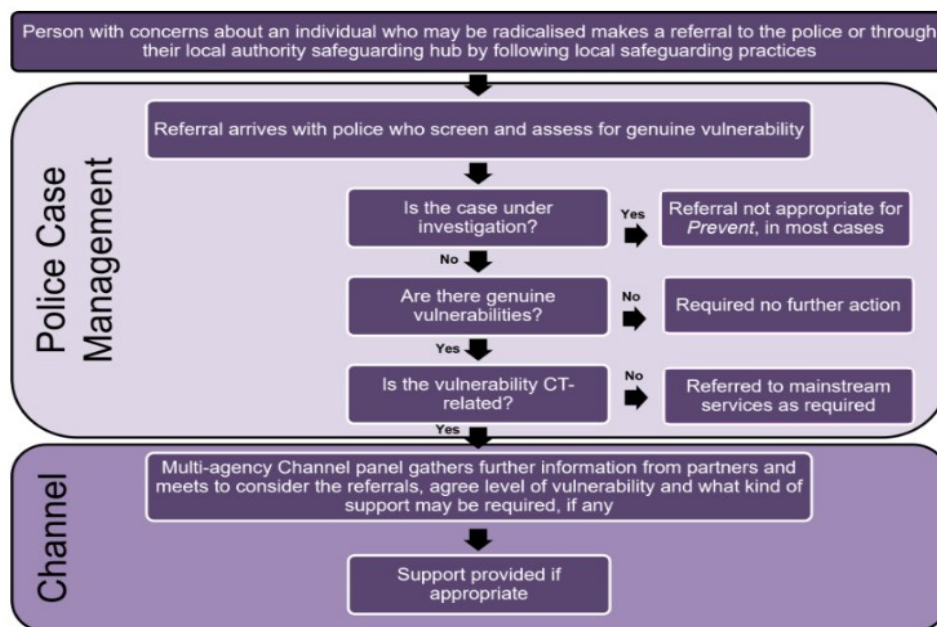 Person with concerns about an individual who may be radicalised makes a referral to the police or through
their local authority safeguarding hub by following local safeguarding practices
Police Case
Management
Referral arrives with police who screen and assess for genuine vulnerability
Is the case under
investigation?
Yes
Referral not appropriate for
Prevent, in most cases
No
Are there genuine
vulnerabilities?
No
Required no further action
Yes
Is the vulnerability CT-
related?
No
Referred to mainstream
services as required
Yes
Channel
Multi-agency Channel panel gathers further information from partners and
meets to consider the referrals, agree level of vulnerability and what kind of
support may be required, if any
Support provided if
appropriate